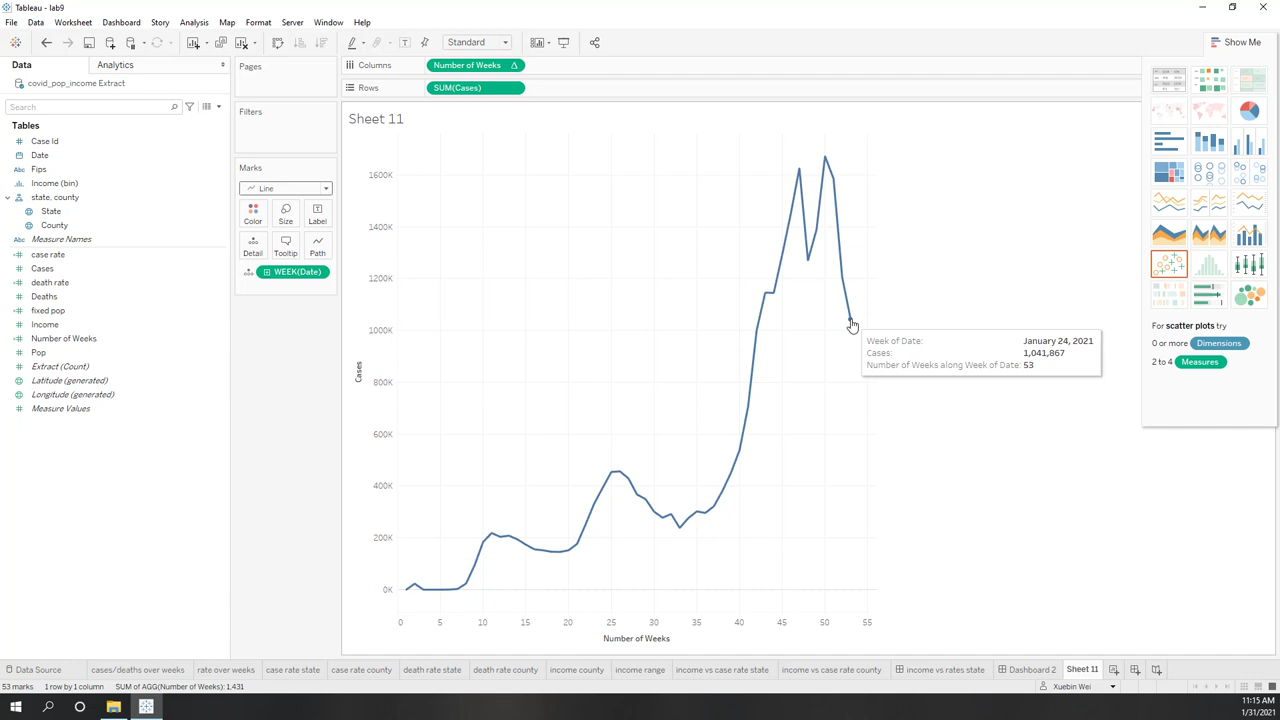 Tableau - lab9
File Data Worksheet Dashboard Story Analysis Map Format Server Window Help
Standard
Show Me
Data Analytics
covid_pop_income Extract
Search
Tables
Case Id
Date
Fips
Income (bin)
state, county
State
County
Measure Names
case rate
Cases
death rate
Deaths
fixed pop
Income
Number of Weeks
Pop
Extract (Count)
Latitude (generated)
Longitude (generated)
Measure Values
Pages
Filters
Marks
Line
Color Size Label
Detail Tooltip Path
WEEK(Date)
Columns Number of Weeks
Rows SUM(Cases)
Sheet 11
1600K
1400K
1200K
1000K
800K
600K
400K
200K
0K
Cases
0 5 10 15 20 25 30 35 40 45 50 55
Number of Weeks
Week of Date: January 24, 2021
Cases: 1,041,867
Number of Weeks along Week of Date: 53
For scatter plots try
0 or more Dimensions
2 to 4 Measures
Data Source cases/deaths over weeks rate over weeks case rate state case rate county death rate state death rate county income county income range income vs case rate state income vs case rate county income vs rates state Dashboard 2 Sheet 11
53 marks 1 row by 1 column SUM of AGG(Number of Weeks): 1,431
Xuebin Wei
11:15 AM
1/31/2021